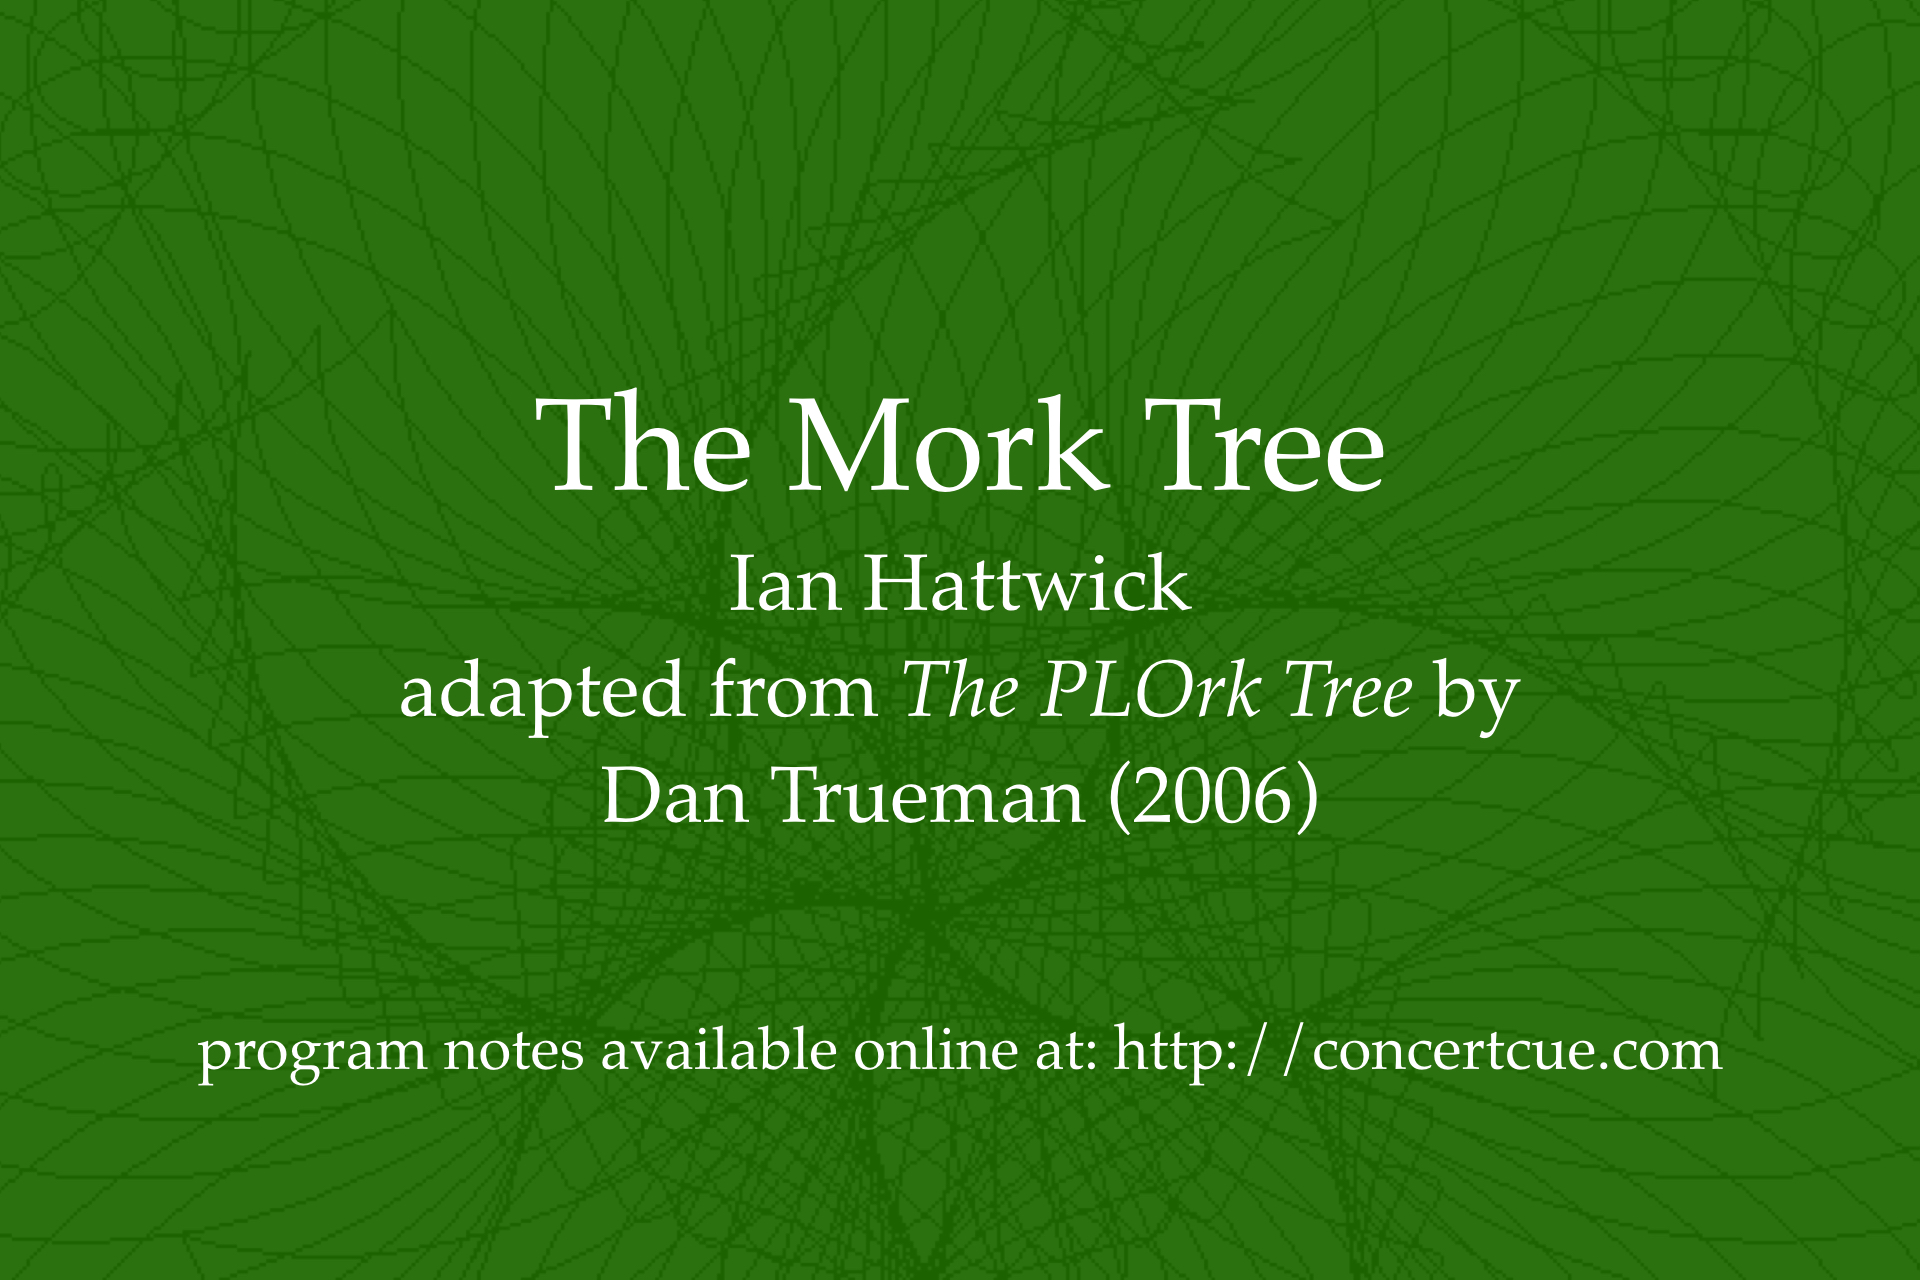 The Mork Tree
Ian Hattwick
adapted from The PLOrk Tree by
Dan Trueman (2006)
program notes available online at: http://concertcue.com